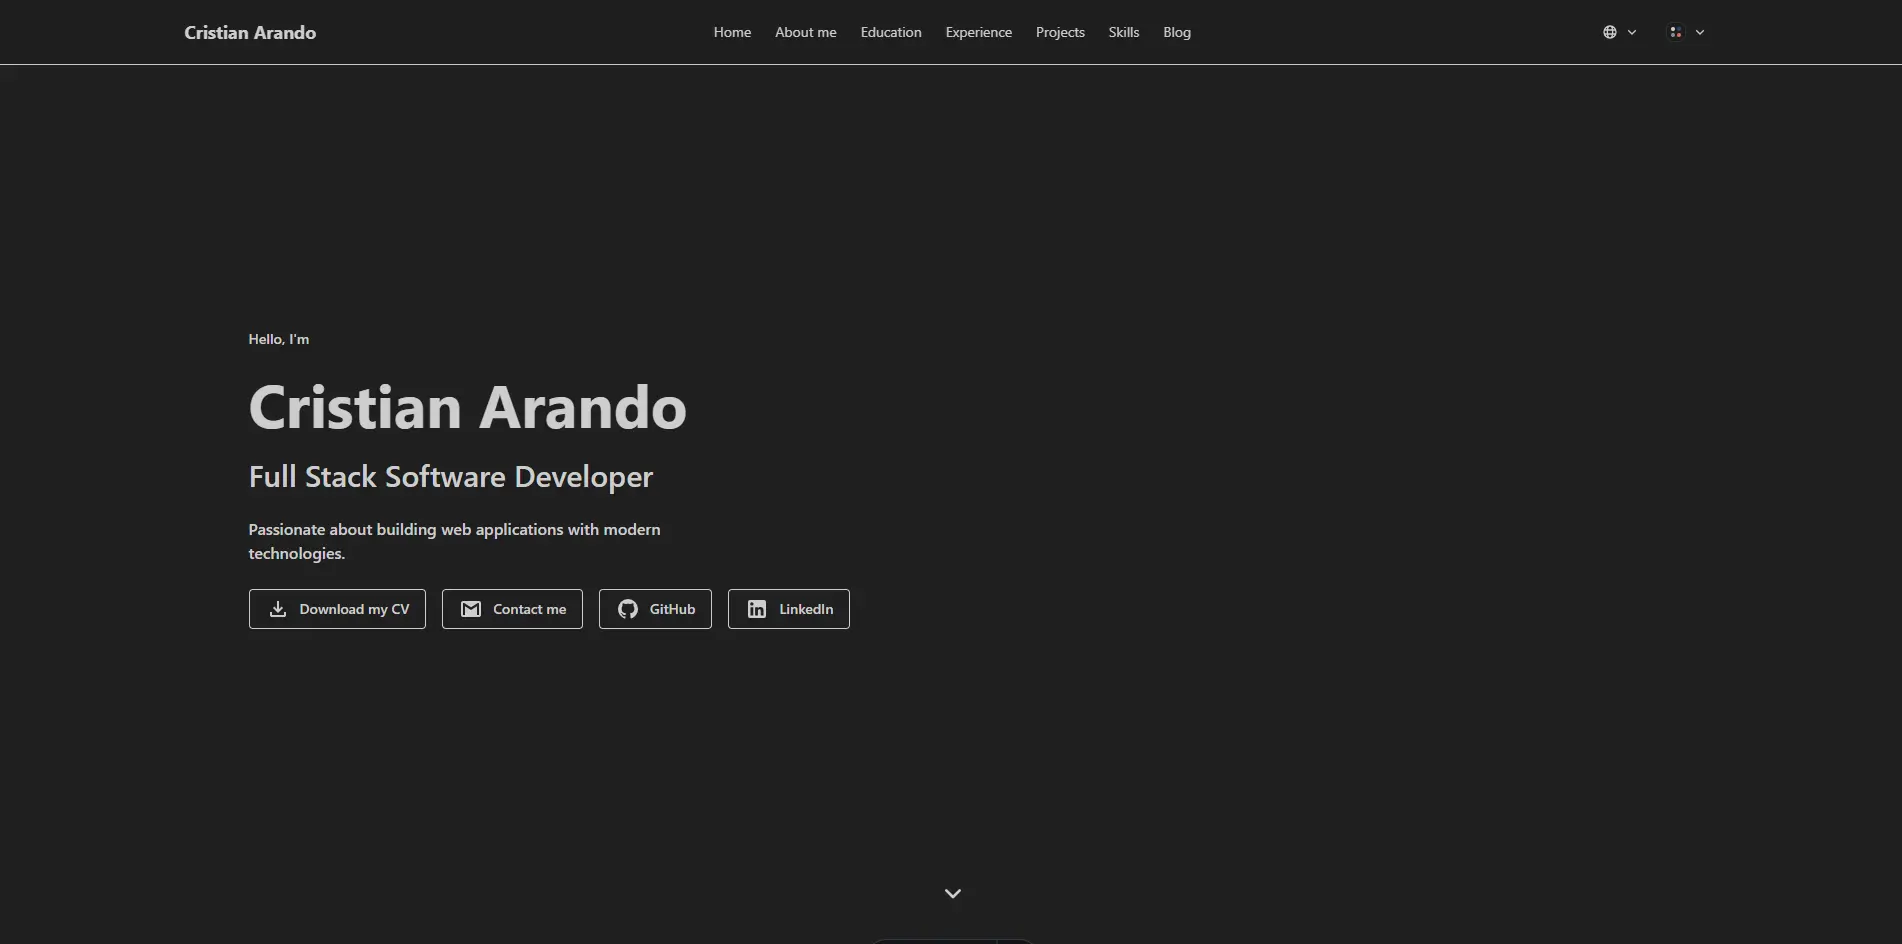 Cristian Arando
Home About me Education Experience Projects Skills Blog
Hello, I'm
Cristian Arando
Full Stack Software Developer
Passionate about building web applications with modern
technologies.
Download my CV Contact me GitHub LinkedIn